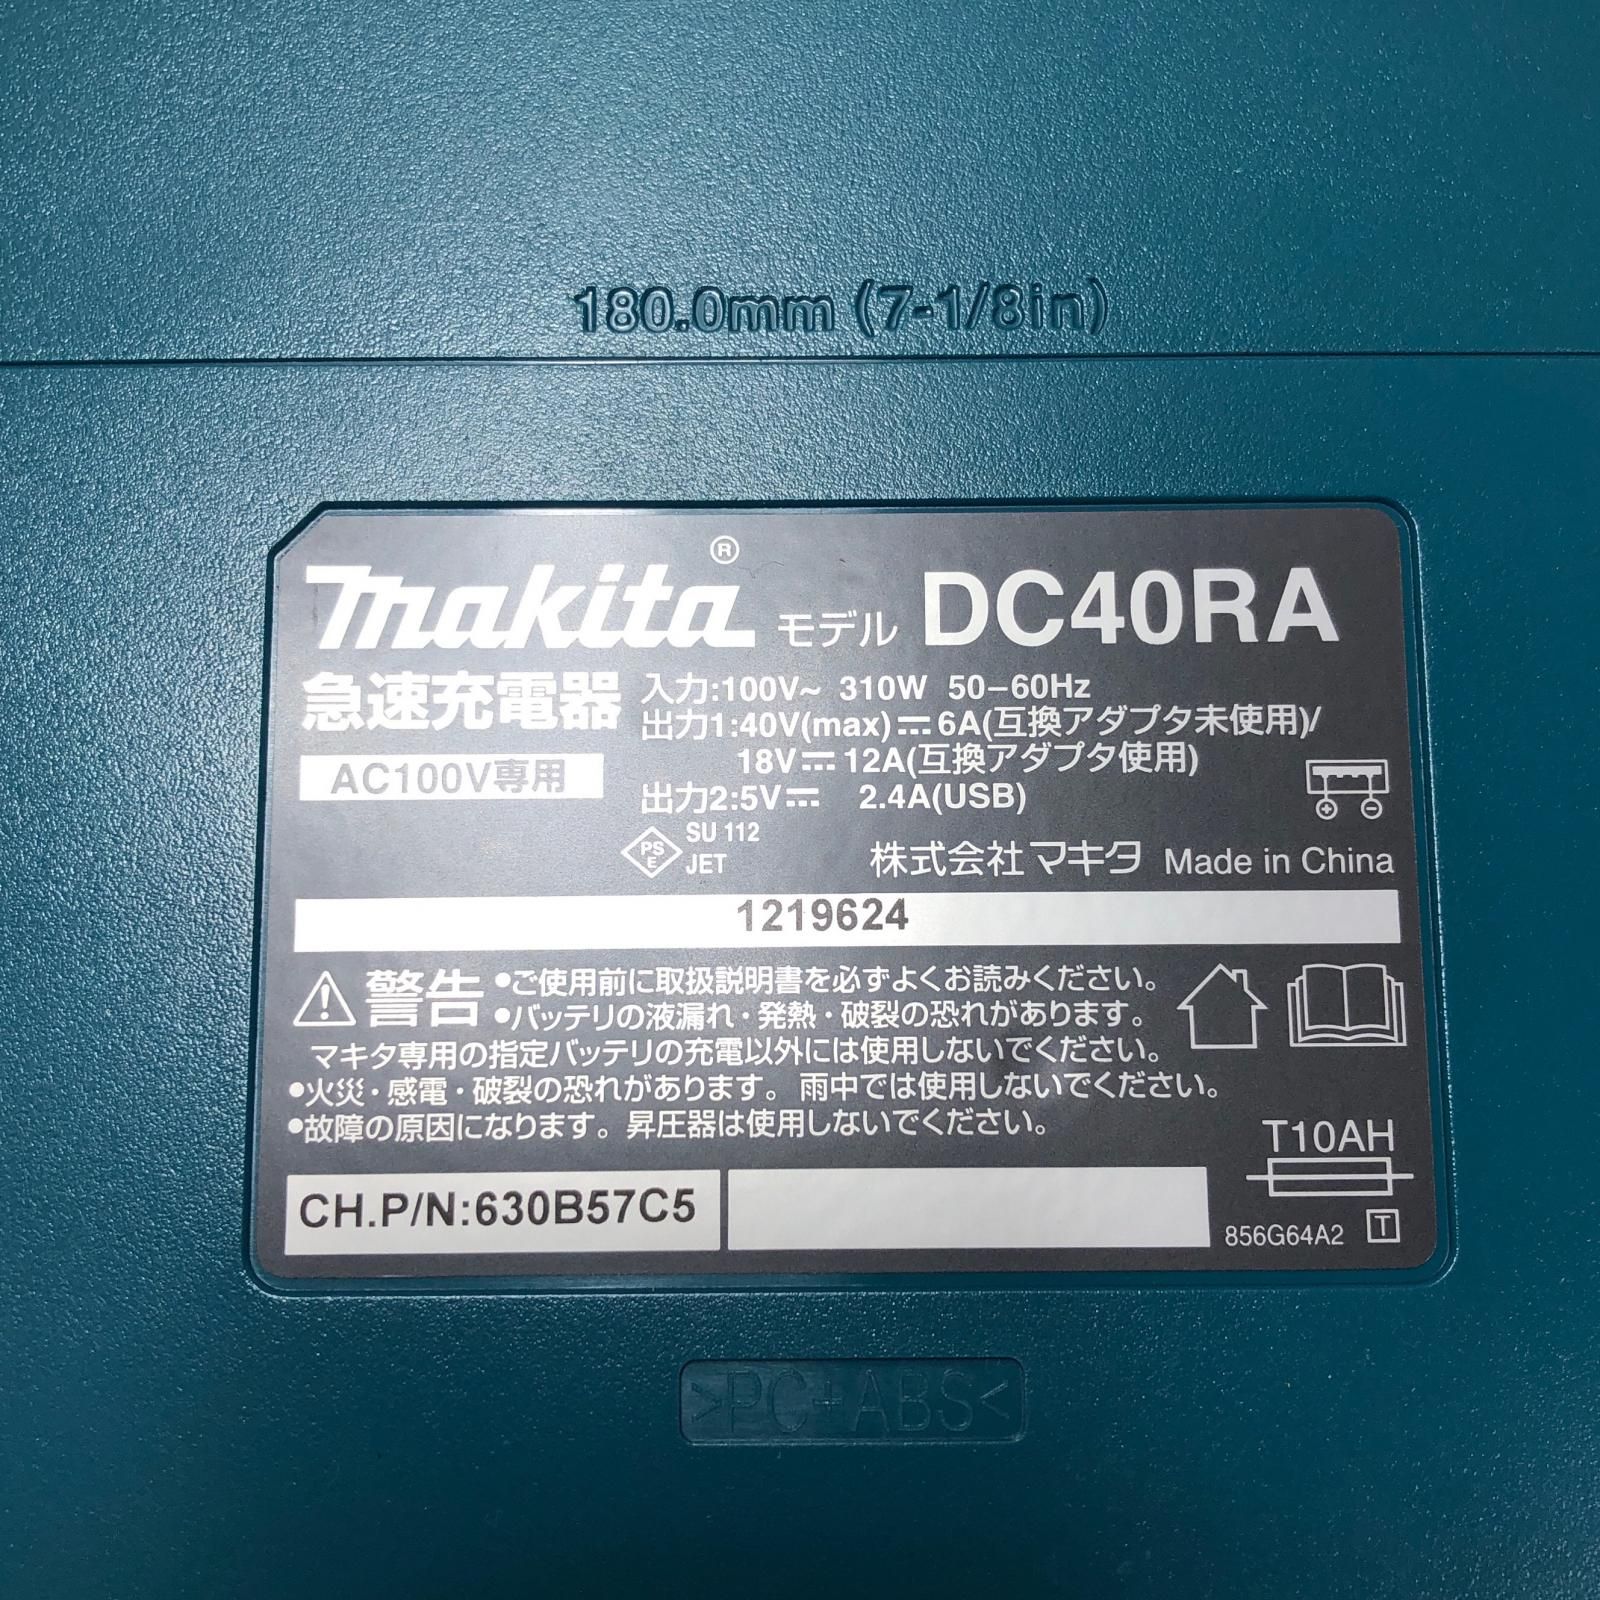 180.0mm (7-1/8in)
makita® モデル DC40RA
急速充電器
AC100V専用
入力:100V~ 310W 50-60Hz
出力1:40V(max)⎓6A(互換アダプタ未使用)/
18V⎓12A(互換アダプタ使用)
出力2:5V⎓ 2.4A(USB)
PSE SU 112
JET
株式会社マキタ Made in China
1219624
警告 •ご使用前に取扱説明書を必ずよくお読みください。
•バッテリの液漏れ・発熱・破裂の恐れがあります。
マキタ専用の指定バッテリの充電以外には使用しないでください。
•火災・感電・破裂の恐れがあります。雨中では使用しないでください。
•故障の原因になります。昇圧器は使用しないでください。
T10AH
CH.P/N:630B57C5
856G64A2 T
>PC+ABS<